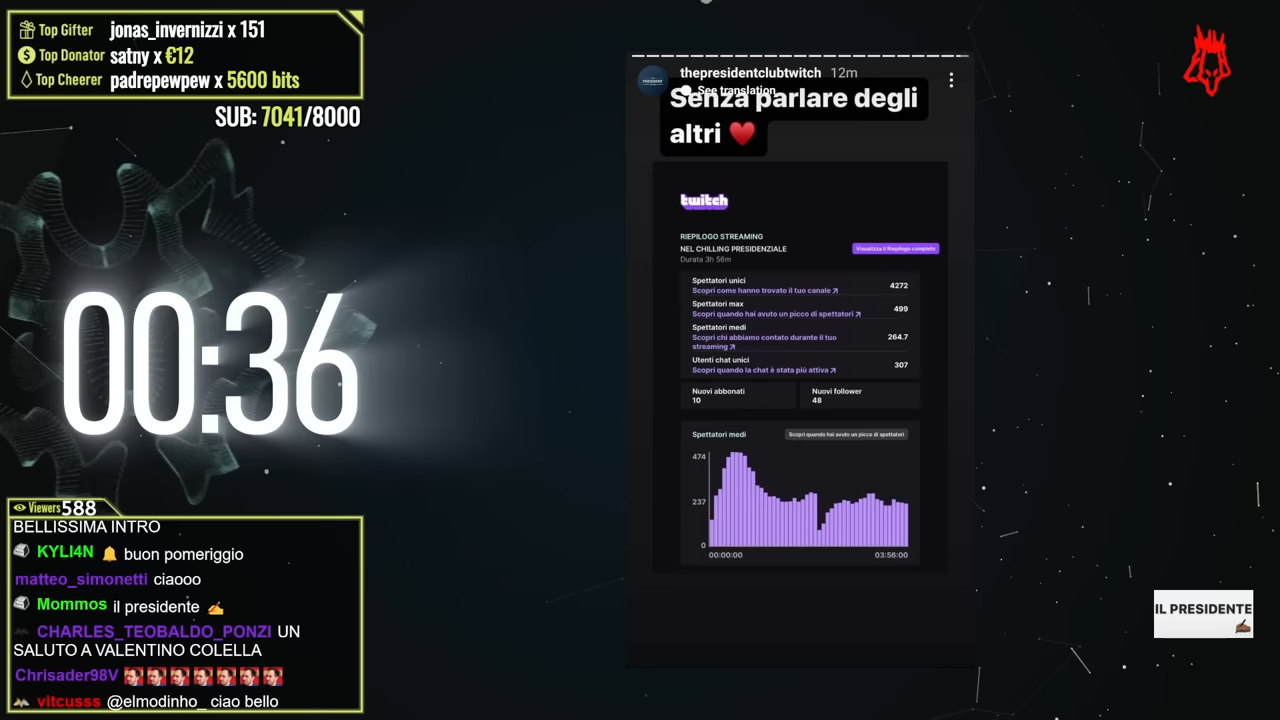 Top Gifter jonas_invernizzi x 151
Top Donator satny x €12
Top Cheerer padrepewpew x 5600 bits
SUB: 7041/8000
00:36
Viewers 588
BELLISSIMA INTRO
KYLI4N 🔔 buon pomeriggio
matteo_simonetti ciaooo
Mommos il presidente ✍️
CHARLES_TEOBALDO_PONZI UN
SALUTO A VALENTINO COLELLA
Chrisader98V
vitcusss @elmodinho_ ciao bello
thepresidentclubtwitch 12m
See translation
Senza parlare degli
altri ♥️
twitch
RIEPILOGO STREAMING
NEL CHILLING PRESIDENZIALE
Visualizza il Riepilogo completo
Durata 3h 56m
Spettatori unici
Scopri come hanno trovato il tuo canale ↗
4272
Spettatori max
Scopri quando hai avuto un picco di spettatori ↗
499
Spettatori medi
Scopri chi abbiamo contato durante il tuo
streaming ↗
264.7
Utenti chat unici
Scopri quando la chat è stata più attiva ↗
307
Nuovi abbonati
10
Nuovi follower
48
Spettatori medi
Scopri quando hai avuto un picco di spettatori
474
237
0
00:00:00 03:56:00
IL PRESIDENTE
✍🏾